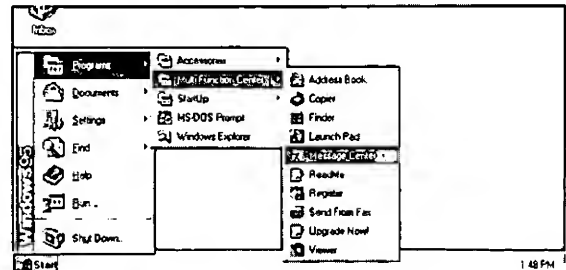 Inbox
Programs
Documents
Settings
Find
Help
Run...
Shut Down...
Windows95
Accessories
Multi Function Center
StartUp
MS-DOS Prompt
Windows Explorer
Address Book
Copier
Finder
Launch Pad
Message Center
ReadMe
Register
Send From Fax
Upgrade Now!
Viewer
Start
1:48 PM